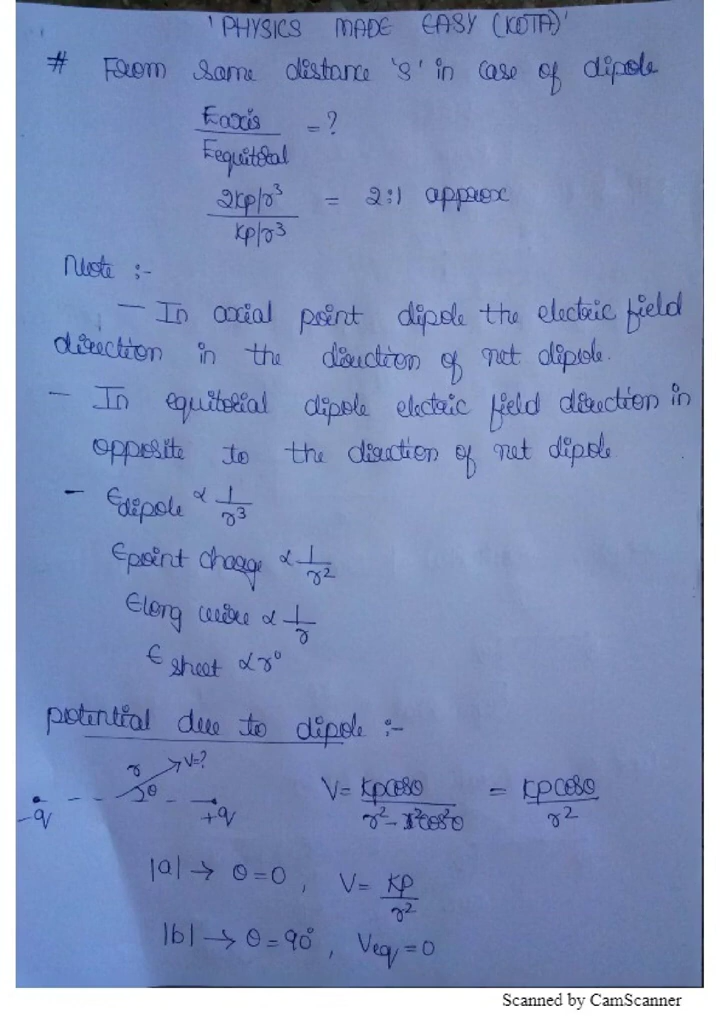 'PHYSICS MADE EASY (KOTA)'
# From same distance 'r' in case of dipole
Eaxis / Eequitotal = ?
2kp/r³ / kp/r³ = 2:1 approx
Note :-
— In axial point dipole the electric field
direction in the direction of net dipole.
— In equitorial dipole electric field direction in
opposite to the direction of net dipole
— Edipole ∝ 1/r³
Epoint charge ∝ 1/r²
Elong wire ∝ 1/r
E sheet ∝ r⁰
potential due to dipole :-
r V=?
θ
-q +q
V = kpcosθ / r² - l²cos²θ = kpcosθ / r²
|a| → θ=0, V= kp/r²
|b| → θ=90°, Veq=0
Scanned by CamScanner